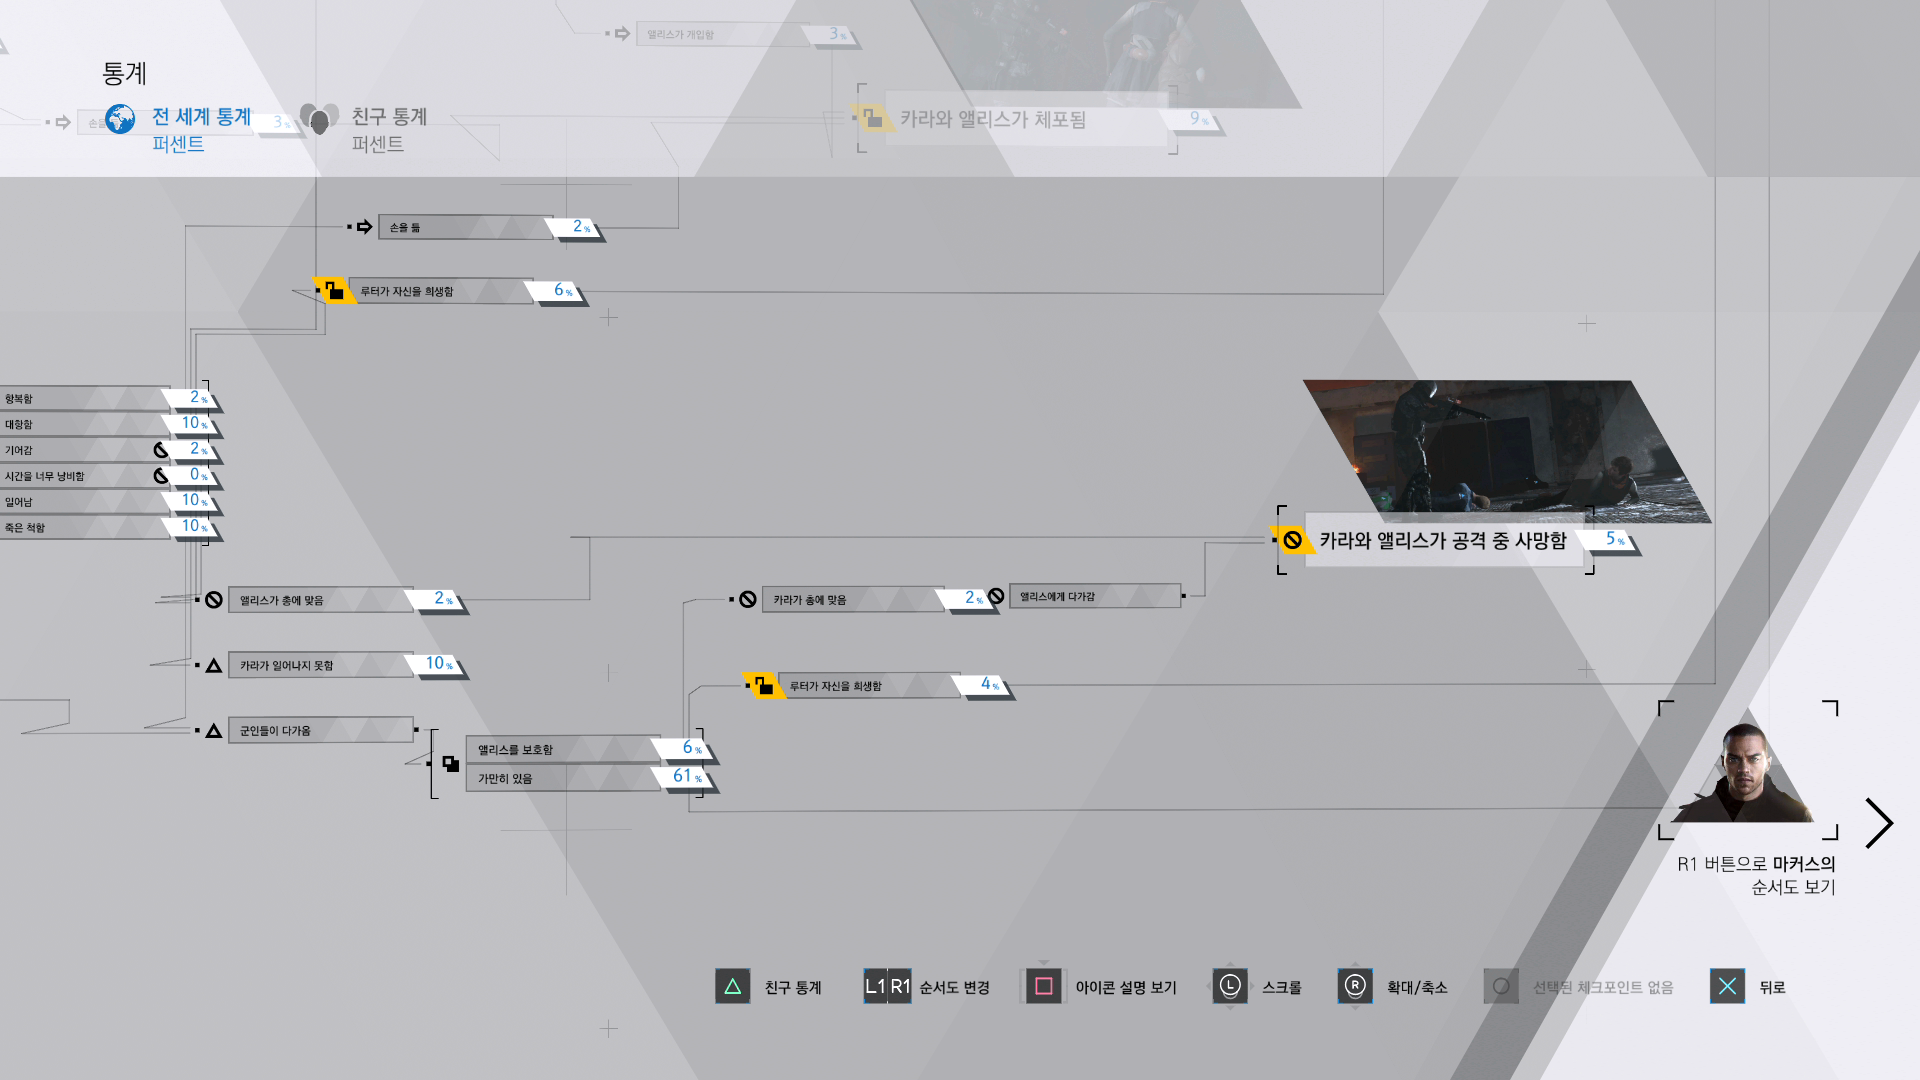 앨리스가 개입함
3%
통계
전 세계 통계
퍼센트
3%
친구 통계
퍼센트
카라와 앨리스가 체포됨
9%
손을 듦
2%
루터가 자신을 희생함
6%
항복함
2%
대항함
10%
기어감
2%
시간을 너무 낭비함
0%
일어남
10%
죽은 척함
10%
카라와 앨리스가 공격 중 사망함
5%
앨리스가 총에 맞음
2%
카라가 총에 맞음
2%
앨리스에게 다가감
카라가 일어나지 못함
10%
루터가 자신을 희생함
4%
군인들이 다가옴
앨리스를 보호함
6%
가만히 있음
61%
R1 버튼으로 마커스의
순서도 보기
친구 통계
L1 R1
순서도 변경
아이콘 설명 보기
L
스크롤
R
확대/축소
선택된 체크포인트 없음
뒤로